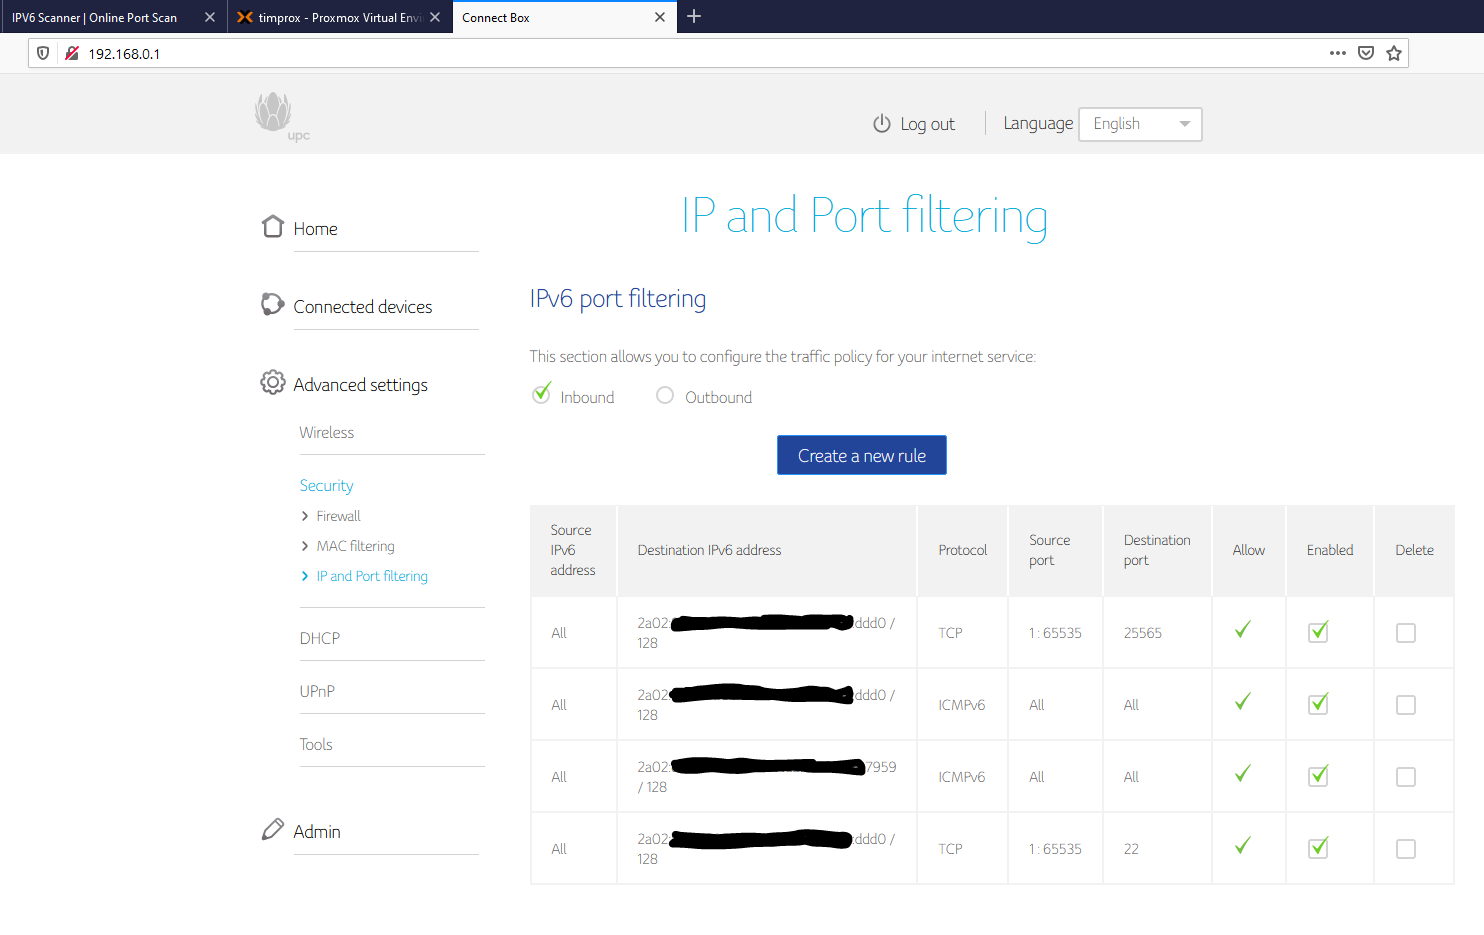 IPV6 Scanner | Online Port Scan
timprox - Proxmox Virtual Envi
Connect Box
192.168.0.1
upc
Log out
Language
English
IP and Port filtering
Home
Connected devices
Advanced settings
Wireless
Security
Firewall
MAC filtering
IP and Port filtering
DHCP
UPnP
Tools
Admin
IPv6 port filtering
This section allows you to configure the traffic policy for your internet service:
Inbound
Outbound
Create a new rule
Source
IPv6
address
Destination IPv6 address
Protocol
Source
port
Destination
port
Allow
Enabled
Delete
All
2a02: ddd0 /
128
TCP
1 : 65535
25565
All
2a02: ddd0 /
128
ICMPv6
All
All
All
2a02: 7959
/ 128
ICMPv6
All
All
All
2a02: ddd0 /
128
TCP
1 : 65535
22